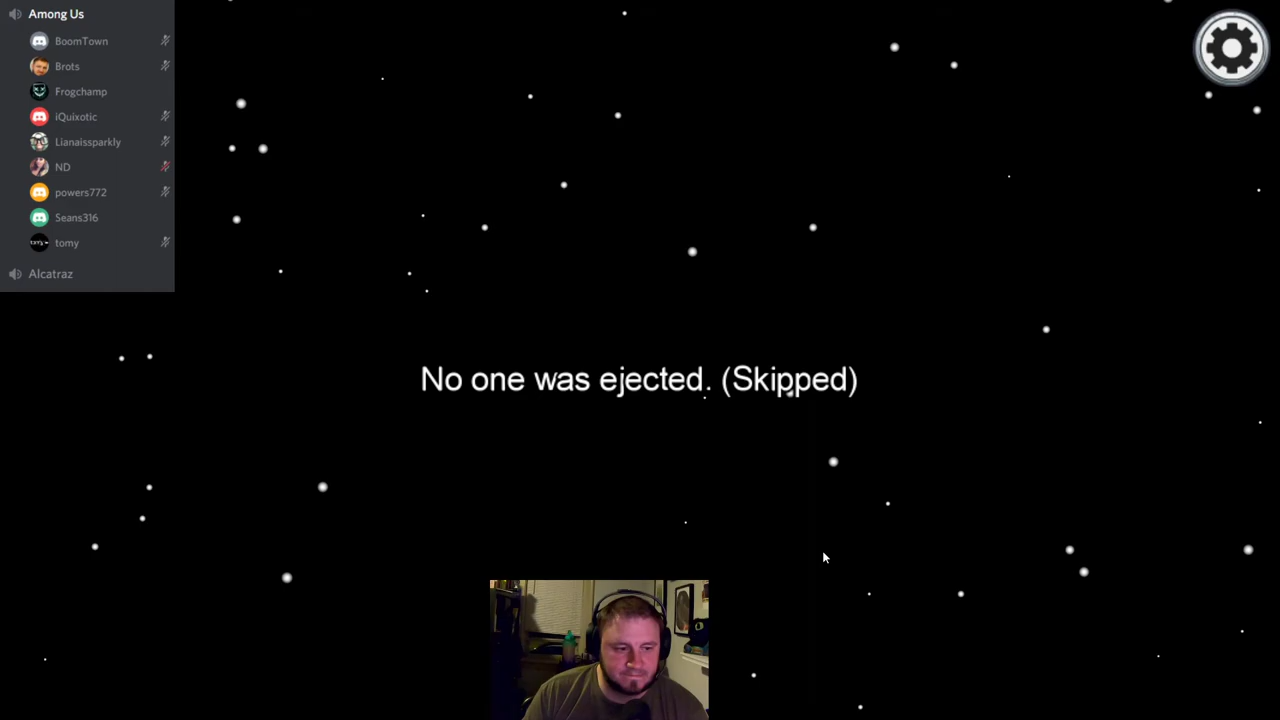 Among Us
BoomTown
Brots
Frogchamp
iQuixotic
Lianaissparkly
ND
powers772
Seans316
tomy
Alcatraz
No one was ejected. (Skipped)